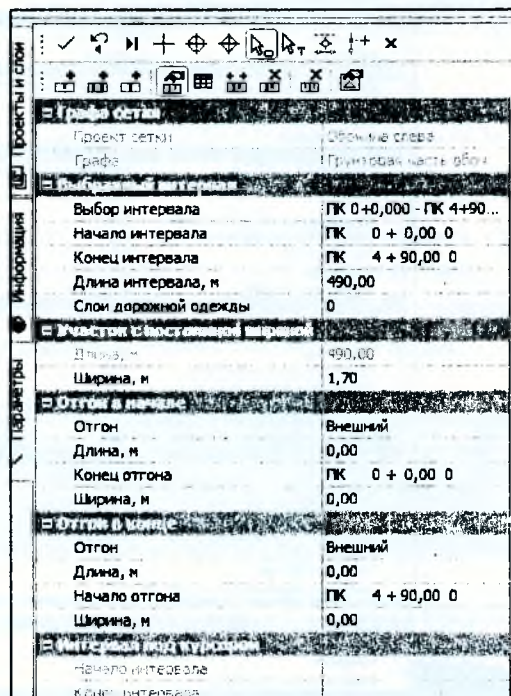 Проекты и слои
Информация
Параметры
Графа сетки
Проект сетки Обочина слева
Графа Грунтовая часть обоч
Выбранный интервал
Выбор интервала ПК 0+0,000 - ПК 4+90...
Начало интервала ПК 0 + 0,00 0
Конец интервала ПК 4 + 90,00 0
Длина интервала, м 490,00
Слои дорожной одежды 0
Участок с постоянной шириной
Длина, м 490,00
Ширина, м 1,70
Отгон в начале
Отгон Внешний
Длина, м 0,00
Конец отгона ПК 0 + 0,00 0
Ширина, м 0,00
Отгон в конце
Отгон Внешний
Длина, м 0,00
Начало отгона ПК 4 + 90,00 0
Ширина, м 0,00
Интервал под курсором
Начало интервала
Конец интервала